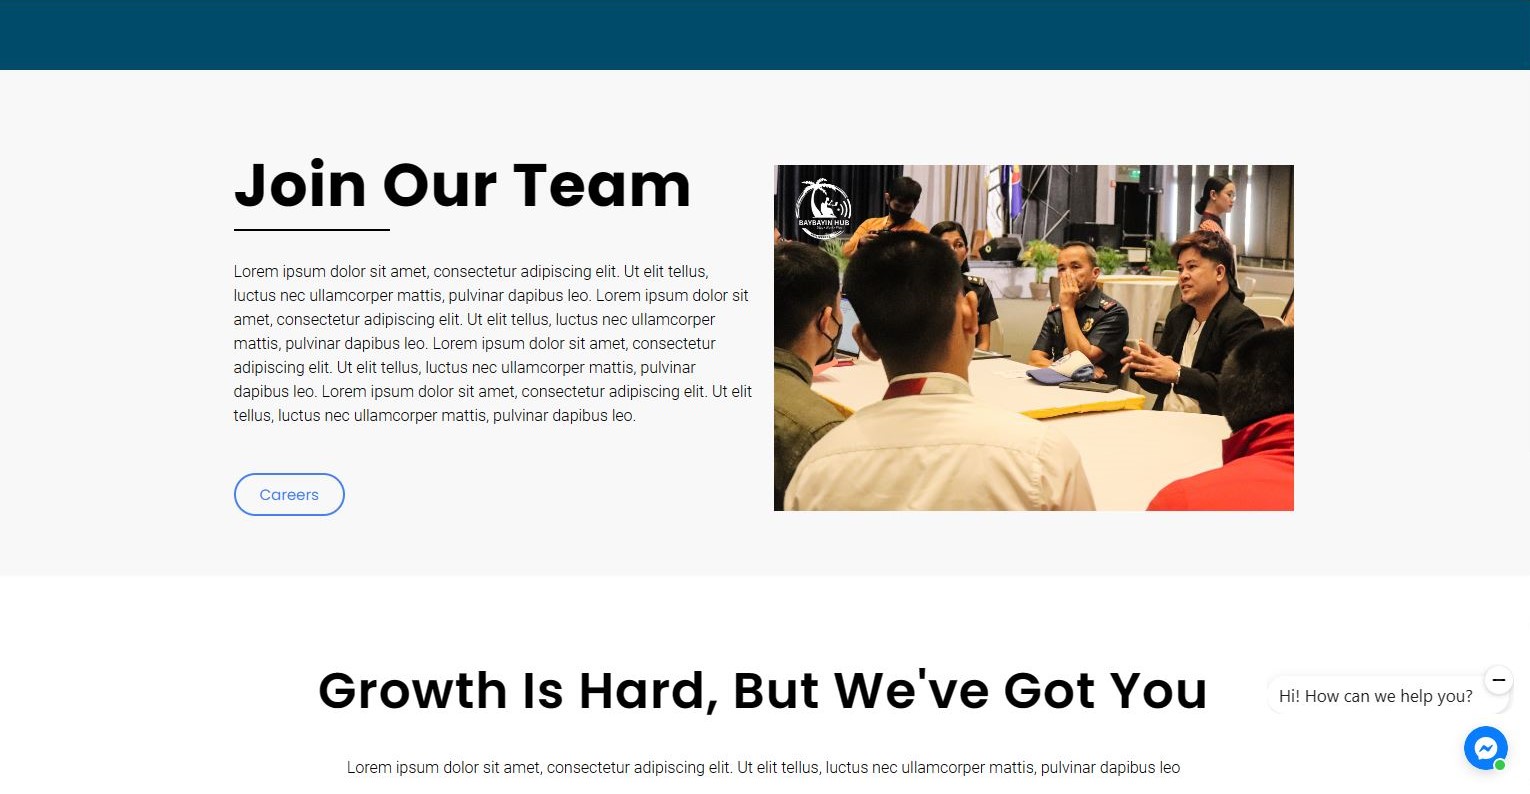 Join Our Team
Lorem ipsum dolor sit amet, consectetur adipiscing elit. Ut elit tellus,
luctus nec ullamcorper mattis, pulvinar dapibus leo. Lorem ipsum dolor sit
amet, consectetur adipiscing elit. Ut elit tellus, luctus nec ullamcorper
mattis, pulvinar dapibus leo. Lorem ipsum dolor sit amet, consectetur
adipiscing elit. Ut elit tellus, luctus nec ullamcorper mattis, pulvinar
dapibus leo. Lorem ipsum dolor sit amet, consectetur adipiscing elit. Ut elit
tellus, luctus nec ullamcorper mattis, pulvinar dapibus leo.
Careers
BAYBAYIN HUB
Growth Is Hard, But We've Got You
Lorem ipsum dolor sit amet, consectetur adipiscing elit. Ut elit tellus, luctus nec ullamcorper mattis, pulvinar dapibus leo
Hi! How can we help you?